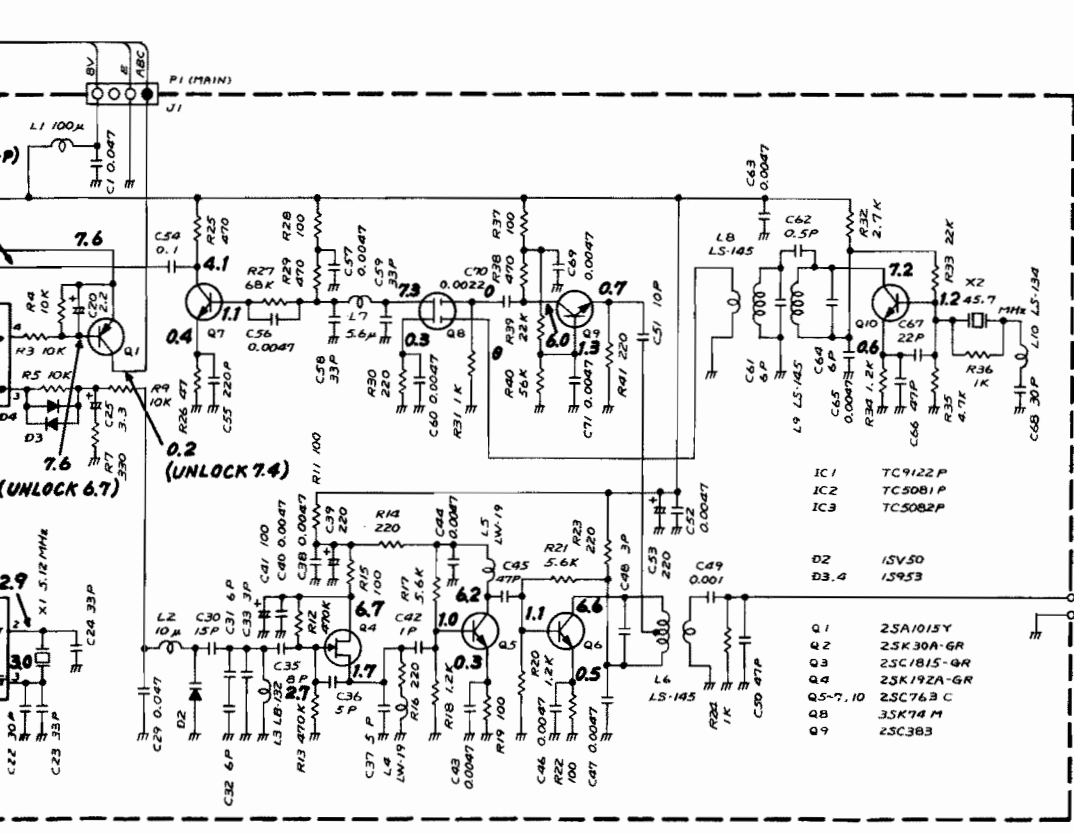 8V
E
ABC
P1 (MAIN)
J1
L1 100μ
C1 0.047
-P)
7.6
C54
0.1
4.1
R25
470
R28
100
R29
470
R27
68K
C57
0.0047
C59
33P
7.3
C70
0.0022
0
R37
100
R38
470
C69
0.0047
0.7
C51 10P
C63
0.0047
L8
LS-145
C62
0.5P
R32
2.7K
22K
R33
7.2
X2
45.7
MHz
L10 LS-134
R4
10K
C20
2.2
4
R3 10K
Q1
0.4
Q7
1.1
C56
0.0047
L7
5.6μ
C58
33P
0.3
Q8
R39
22K
6.0
Q9
1.3
R30
220
C60 0.0047
R31 1K
0
R40
56K
C71 0.0047
R41 220
C61
6P
L9 LS-145
C64
6P
C65
0.0047
Q10
0.6
C67
22P
1.2
R34 1.2K
C66 47P
R35
4.7K
R36
1K
C68 30P
R5 10K
3
D4
D3
C25
3.3
R7
330
R9
10K
R26 47
C55 220P
7.6
(UNLOCK 6.7)
0.2
(UNLOCK 7.4)
IC1 TC9122P
IC2 TC5081P
IC3 TC5082P
D2 1SV50
D3.4 1S953
Q1 2SA1015Y
Q2 2SK30A-GR
Q3 2SC1815-GR
Q4 2SK192A-GR
Q5-7,10 2SC763C
Q8 3SK74M
Q9 2SC383
R11 100
C41 100
C40 0.0047
C38 0.0047
C39
220
R14
220
C44
0.0047
L5
LW-19
R15
100
R17
5.6K
6.2
C45
47P
R21
5.6K
R23
220
C48 3P
C53
220
C52
0.0047
C49
0.001
2.9
X1 5.12MHz
2
3.0
3
C24 33P
C22 30P
C23 33P
L2
10μ
C30
15P
C31 6P
C33 3P
R12
470K
6.7
Q4
C42
1P
1.0
Q5
0.3
1.1
6.6
Q6
0.5
C29 0.047
D2
C32 6P
L3 LB-132
C35
8P
2.7
R13 470K
C36
5P
1.7
C37 5P
L4
LW-19
R16
220
R18 1.2K
C43
0.0047
R19 100
R20
1.2K
C46 0.0047
R22
100
C47 0.0047
L6
LS-145
R24
1K
C50 47P